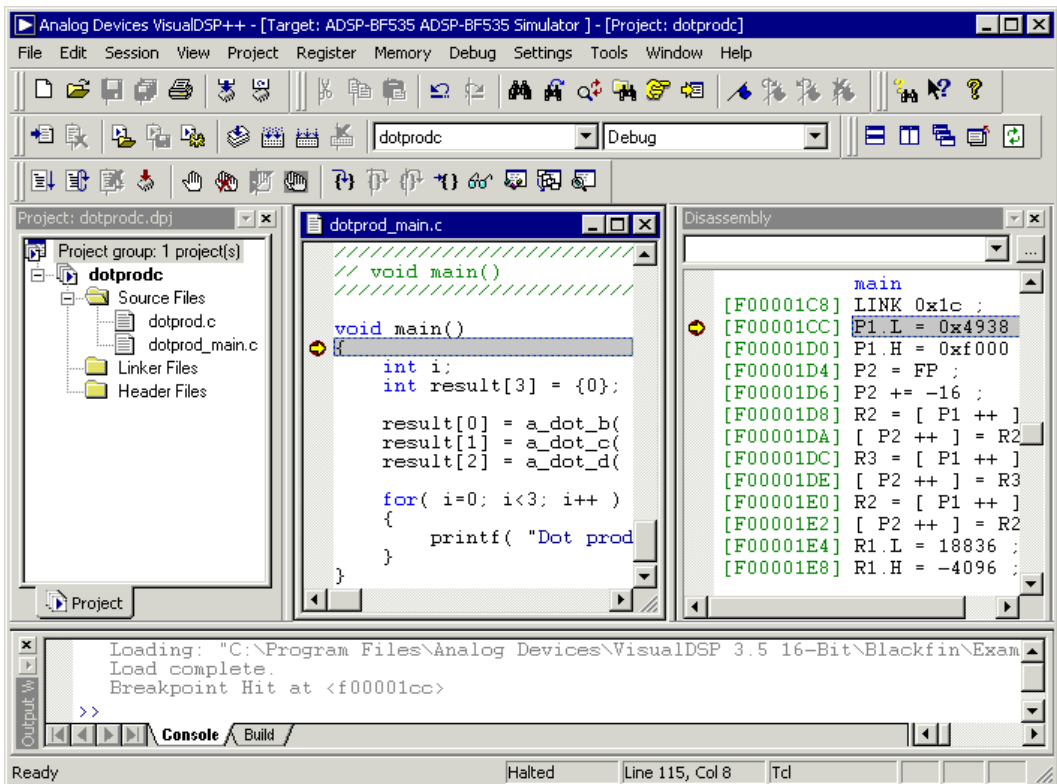 Analog Devices VisualDSP++ - [Target: ADSP-BF535 ADSP-BF535 Simulator ] - [Project: dotprodc]
File Edit Session View Project Register Memory Debug Settings Tools Window Help
dotprodc Debug
Project: dotprodc.dpj
Project group: 1 project(s)
dotprodc
Source Files
dotprod.c
dotprod_main.c
Linker Files
Header Files
Project
dotprod_main.c
//////////////////////////
// void main()
//////////////////////////
void main()
{
int i;
int result[3] = {0};
result[0] = a_dot_b(
result[1] = a_dot_c(
result[2] = a_dot_d(
for( i=0; i<3; i++ )
{
printf( "Dot prod
}
}
Disassembly
...
main
[F00001C8] LINK 0x1c ;
[F00001CC] P1.L = 0x4938
[F00001D0] P1.H = 0xf000
[F00001D4] P2 = FP ;
[F00001D6] P2 += -16 ;
[F00001D8] R2 = [ P1 ++ ]
[F00001DA] [ P2 ++ ] = R2
[F00001DC] R3 = [ P1 ++ ]
[F00001DE] [ P2 ++ ] = R3
[F00001E0] R2 = [ P1 ++ ]
[F00001E2] [ P2 ++ ] = R2
[F00001E4] R1.L = 18836 ;
[F00001E8] R1.H = -4096 ;
Output W
Loading: "C:\Program Files\Analog Devices\VisualDSP 3.5 16-Bit\Blackfin\Exam
Load complete.
Breakpoint Hit at <f00001cc>
>>
Console Build
Ready Halted Line 115, Col 8 Tcl